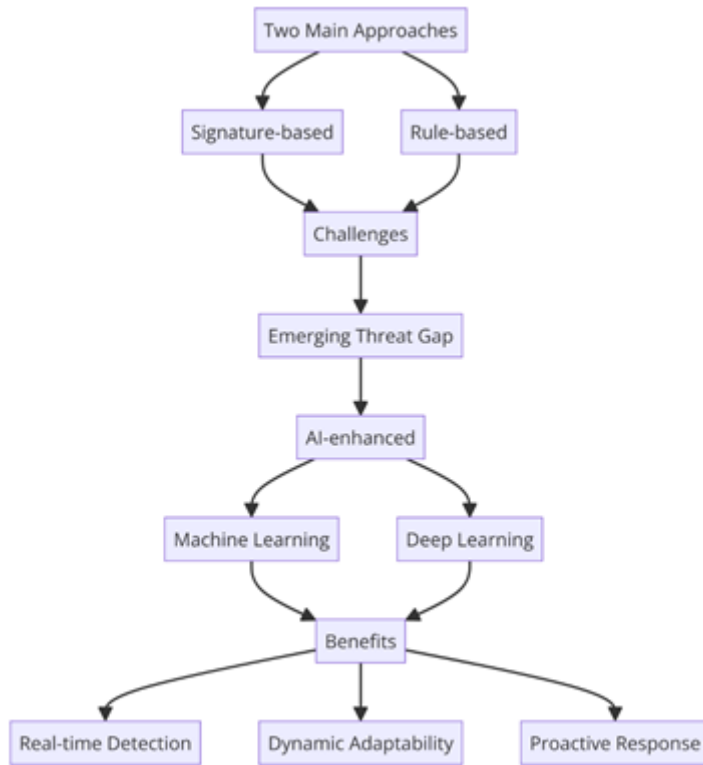 Two Main Approaches
Signature-based
Rule-based
Challenges
Emerging Threat Gap
AI-enhanced
Machine Learning
Deep Learning
Benefits
Real-time Detection
Dynamic Adaptability
Proactive Response